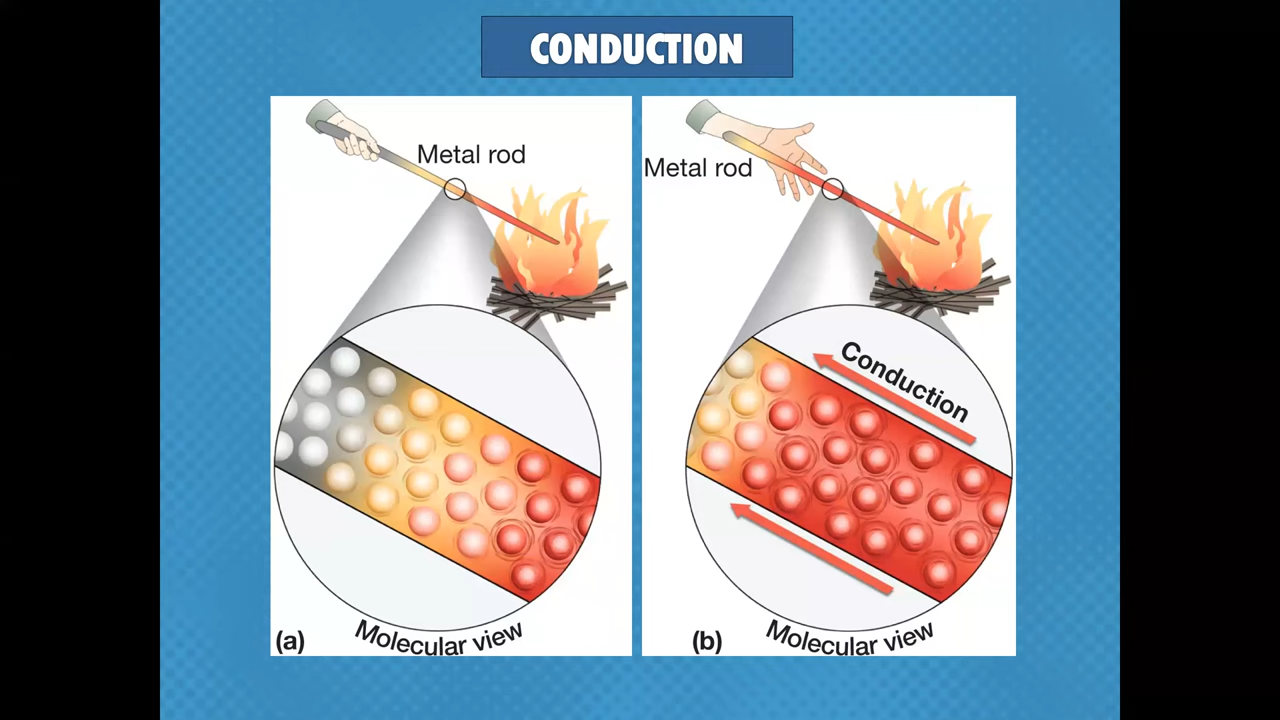 CONDUCTION
Metal rod
Molecular view
(a)
Metal rod
Conduction
Molecular view
(b)